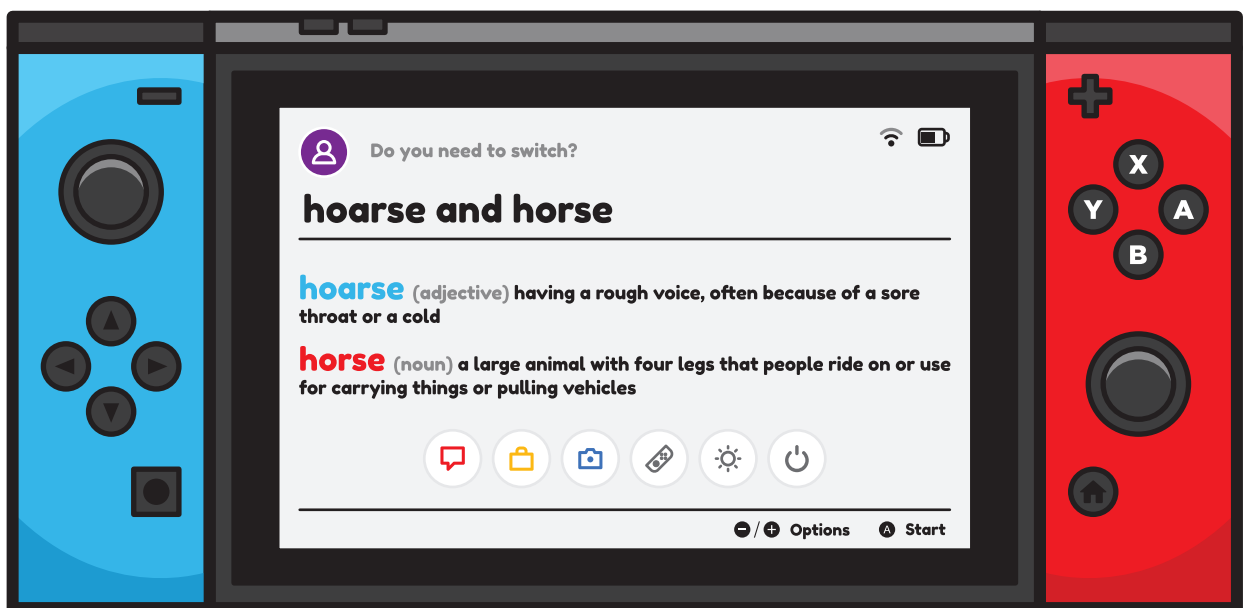 Do you need to switch?
hoarse and horse
hoarse (adjective) having a rough voice, often because of a sore
throat or a cold
horse (noun) a large animal with four legs that people ride on or use
for carrying things or pulling vehicles
X
Y A
B
−/+ Options A Start